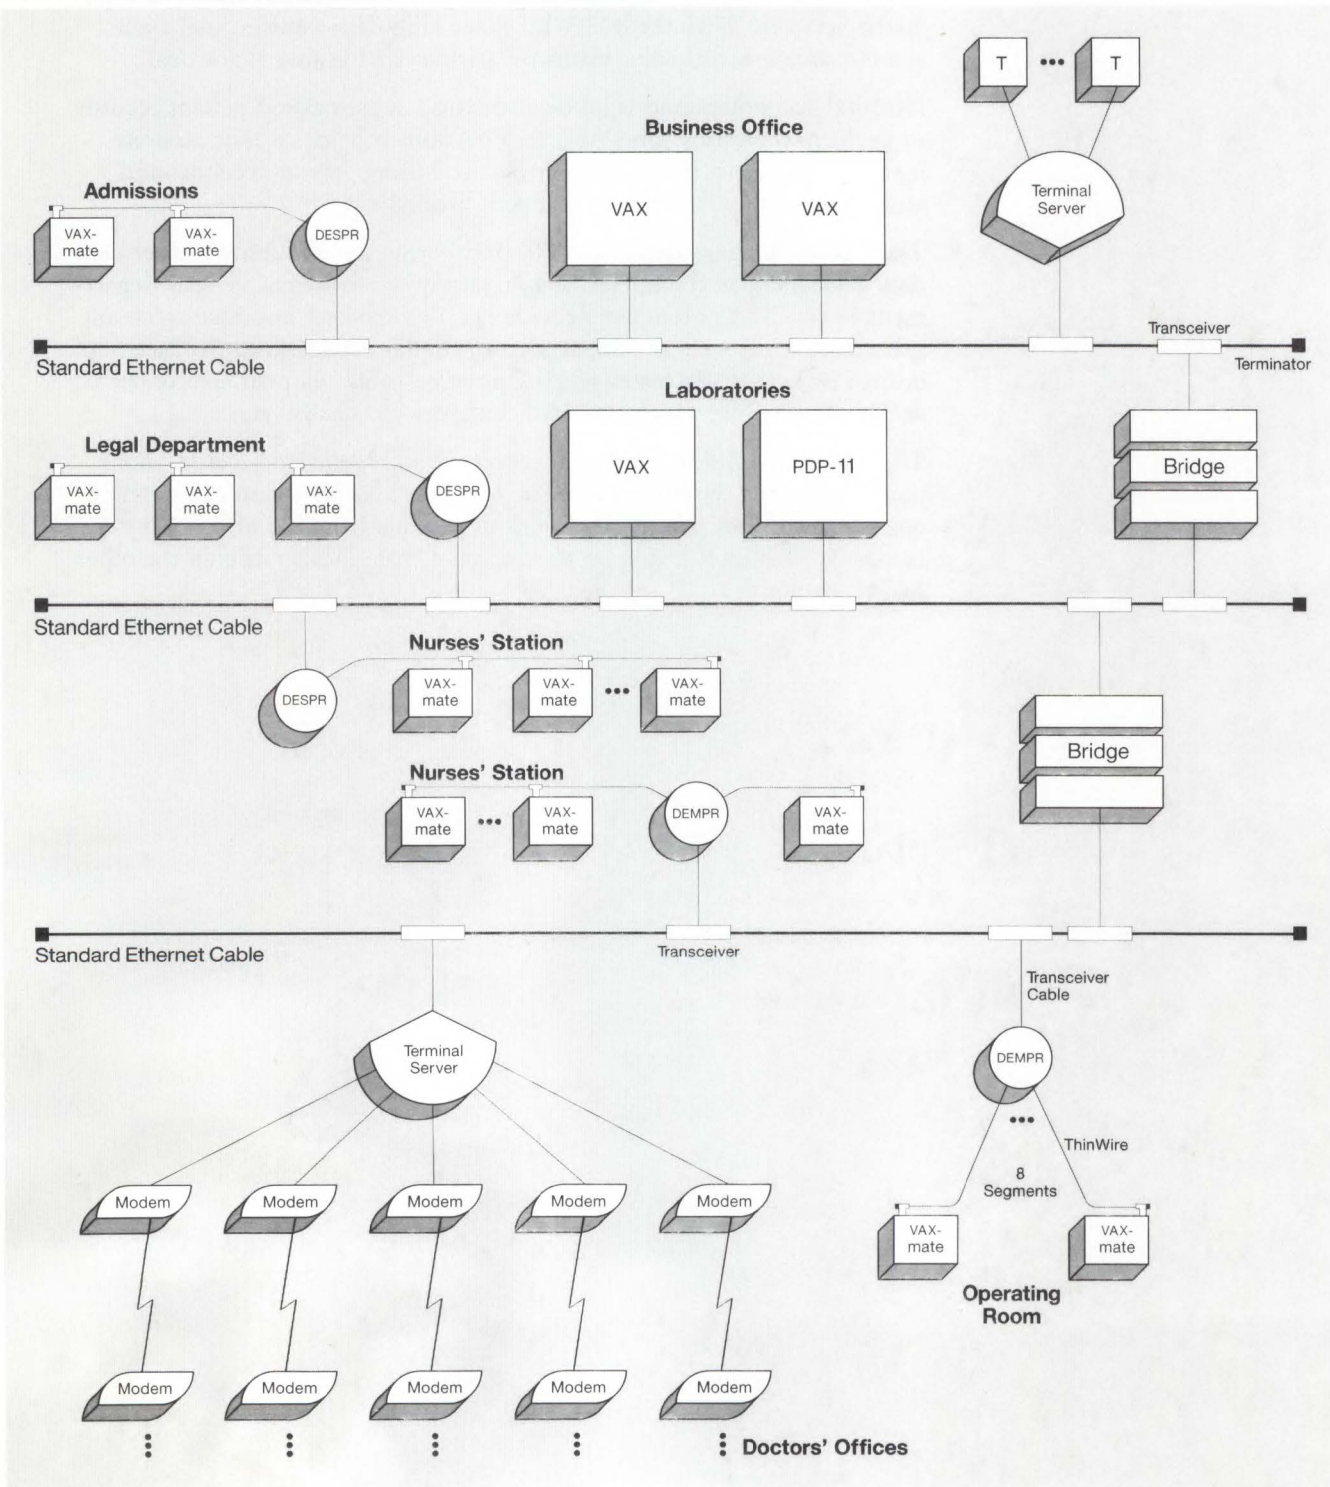 T ••• T
Business Office
Admissions
VAX-
mate
VAX-
mate
DESPR
VAX
VAX
Terminal
Server
Transceiver
Standard Ethernet Cable
Terminator
Laboratories
Legal Department
VAX-
mate
VAX-
mate
VAX-
mate
DESPR
VAX
PDP-11
Bridge
Standard Ethernet Cable
Nurses' Station
DESPR
VAX-
mate
VAX-
mate
•••
VAX-
mate
Bridge
Nurses' Station
VAX-
mate
•••
VAX-
mate
DEMPR
VAX-
mate
Standard Ethernet Cable
Transceiver
Transceiver
Cable
Terminal
Server
DEMPR
•••
ThinWire
8
Segments
Modem
Modem
Modem
Modem
Modem
VAX-
mate
VAX-
mate
Operating
Room
Modem
Modem
Modem
Modem
Modem
Doctors' Offices